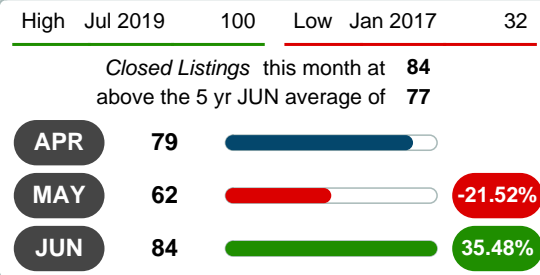 High Jul 2019 100 Low Jan 2017 32
Closed Listings this month at 84
above the 5 yr JUN average of 77
APR 79
MAY 62 -21.52%
JUN 84 35.48%